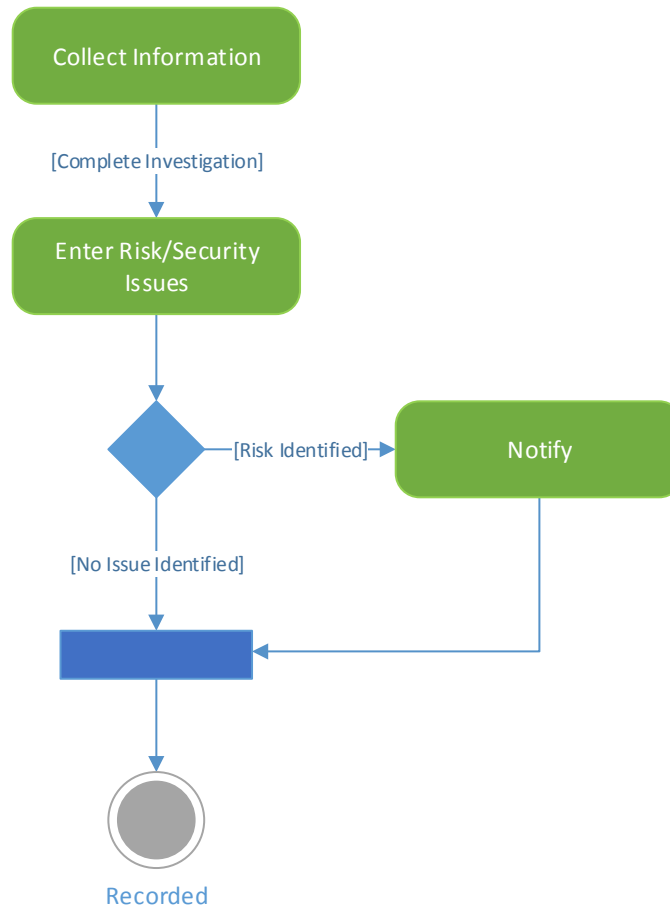 Collect Information
[Complete Investigation]
Enter Risk/Security
Issues
[Risk Identified]
Notify
[No Issue Identified]
Recorded